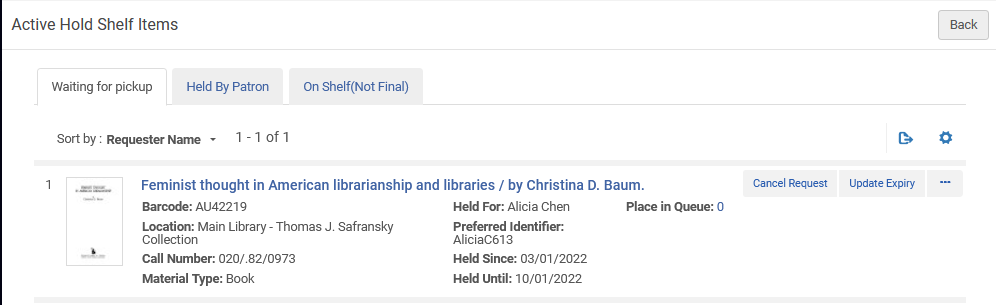 Active Hold Shelf Items
Back
Waiting for pickup
Held By Patron
On Shelf(Not Final)
Sort by : Requester Name
1 - 1 of 1
1
Feminist thought in American librarianship and libraries / by Christina D. Baum.
Cancel Request
Update Expiry
...
Barcode: AU42219
Held For: Alicia Chen
Place in Queue: 0
Location: Main Library - Thomas J. Safransky
Collection
Preferred Identifier:
AliciaC613
Call Number: 020/.82/0973
Held Since: 03/01/2022
Material Type: Book
Held Until: 10/01/2022